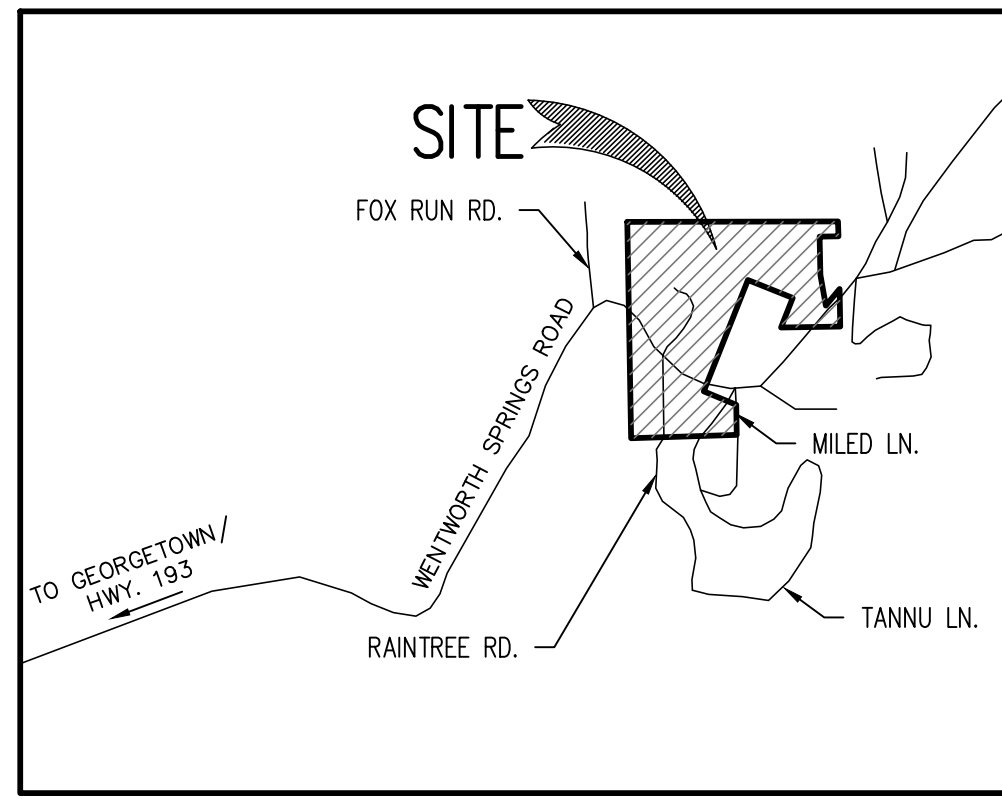 SITE
FOX RUN RD.
WENTWORTH SPRINGS ROAD
MILED LN.
TO GEORGETOWN/
HWY. 193
TANNU LN.
RAINTREE RD.